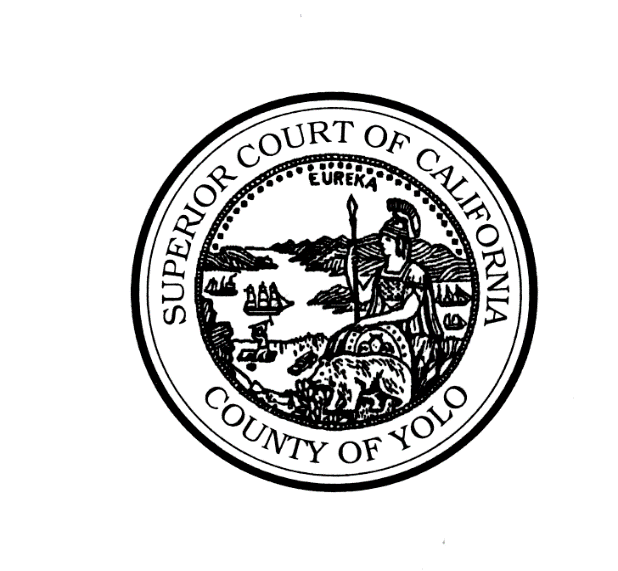 SUPERIOR COURT OF CALIFORNIA
EUREKA
COUNTY OF YOLO